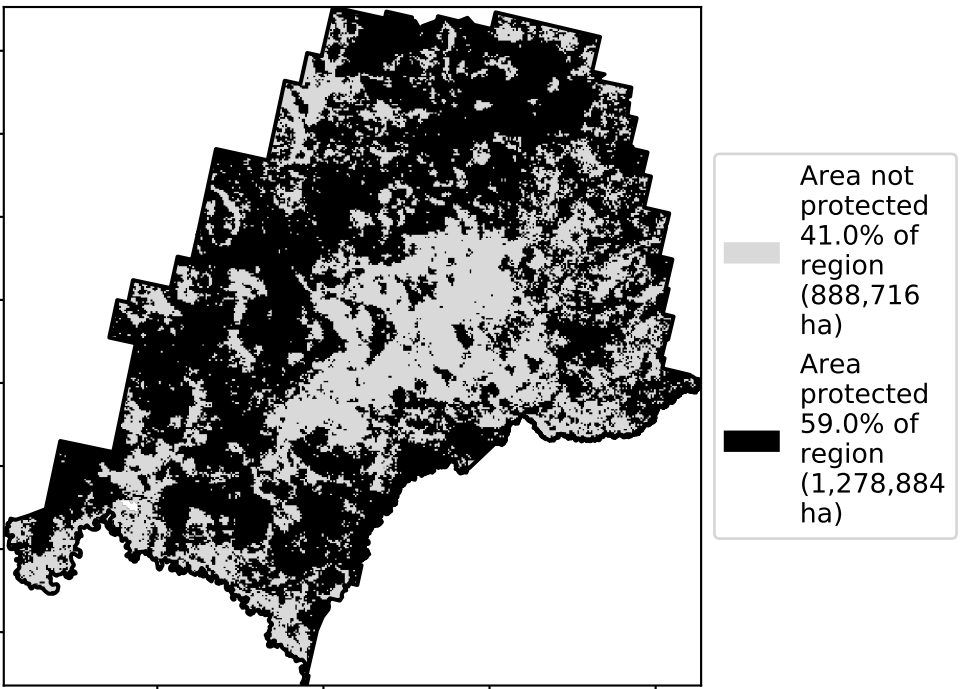 Area not
protected
41.0% of
region
(888,716
ha)
Area
protected
59.0% of
region
(1,278,884
ha)